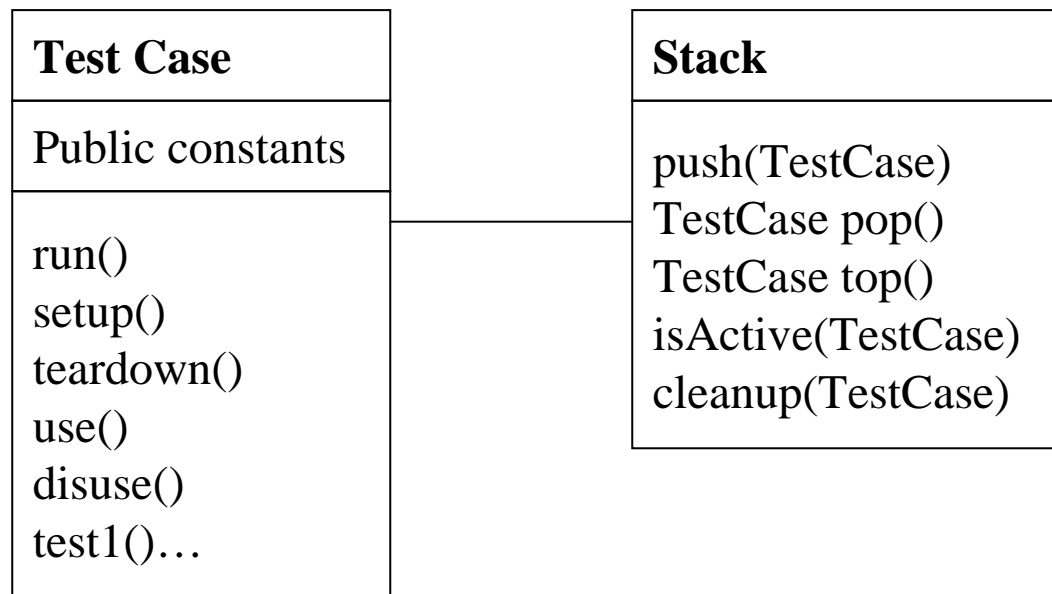 Test Case
Public constants
run()
setup()
teardown()
use()
disuse()
test1()…
Stack
push(TestCase)
TestCase pop()
TestCase top()
isActive(TestCase)
cleanup(TestCase)